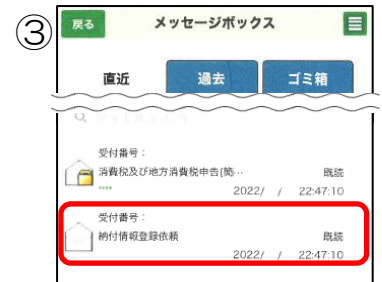 ③
戻る メッセージボックス
直近 過去 ゴミ箱
受付番号：
消費税及び地方消費税申告(簡… 既読
**** 2022/ / 22:47:10
受付番号：
納付情報登録依頼 既読
2022/ / 22:47:10